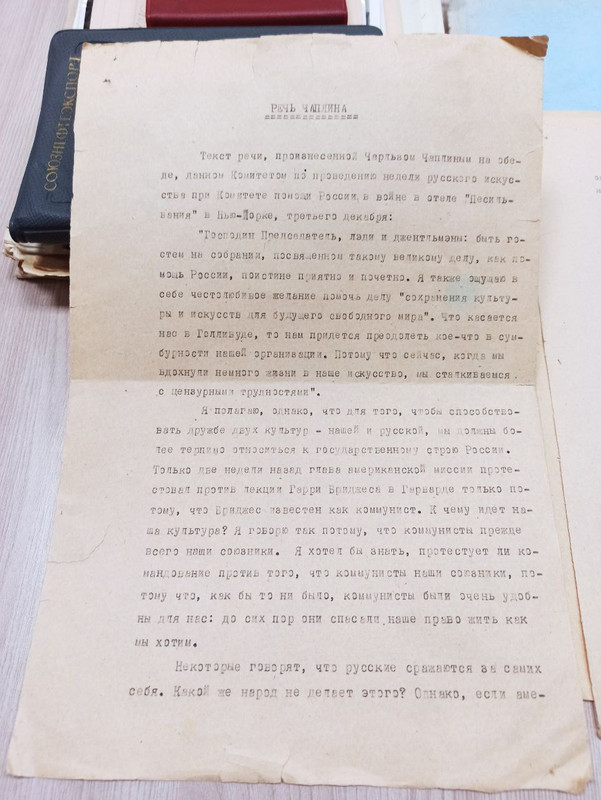 СОЮЗНЕФТЕЭКСПОРТ
РЕЧЬ ЧАПЛИНА
Текст речи, произнесенной Чарльзом Чаплиным на обе-
де, данном Комитетом по проведению недели русского искус-
ства при Комитете помощи России в войне в отеле "Пенсиль-
вания" в Нью-Йорке, третьего декабря:
"Господин Председатель, лэди и джентльмэны: быть го-
стем на собрании, посвященном такому великому делу, как по-
мощь России, поистине приятно и почетно. Я также ощущаю в
себе честолюбивое желание помочь делу "сохранения культу-
ры и искусств для будущего свободного мира". Что касается
нас в Голливуде, то нам придется преодолеть кое-что в сум-
бурности нашей организации. Потому что сейчас, когда мы
вдохнули немного жизни в наше искусство, мы сталкиваемся
с цензурными трудностями".
Я полагаю, однако, что для того, чтобы способство-
вать дружбе двух культур - нашей и русской, мы должны бо-
лее терпимо относиться к государственному строю России.
Только две недели назад глава американской миссии проте-
стовал против лекции Гарри Бриджеса в Гарварде только по-
тому, что Бриджес известен как коммунист. К чему идет на-
ша культура? Я говорю так потому, что коммунисты прежде
всего наши союзники. Я хотел бы знать, протестует ли ко-
мандование против того, что коммунисты наши союзники, по-
тому что, как бы то ни было, коммунисты были очень удоб-
ны для нас: до сих пор они спасали наше право жить как
мы хотим.
Некоторые говорят, что русские сражаются за самих
себя. Какой же народ не делает этого? Однако, если аме-